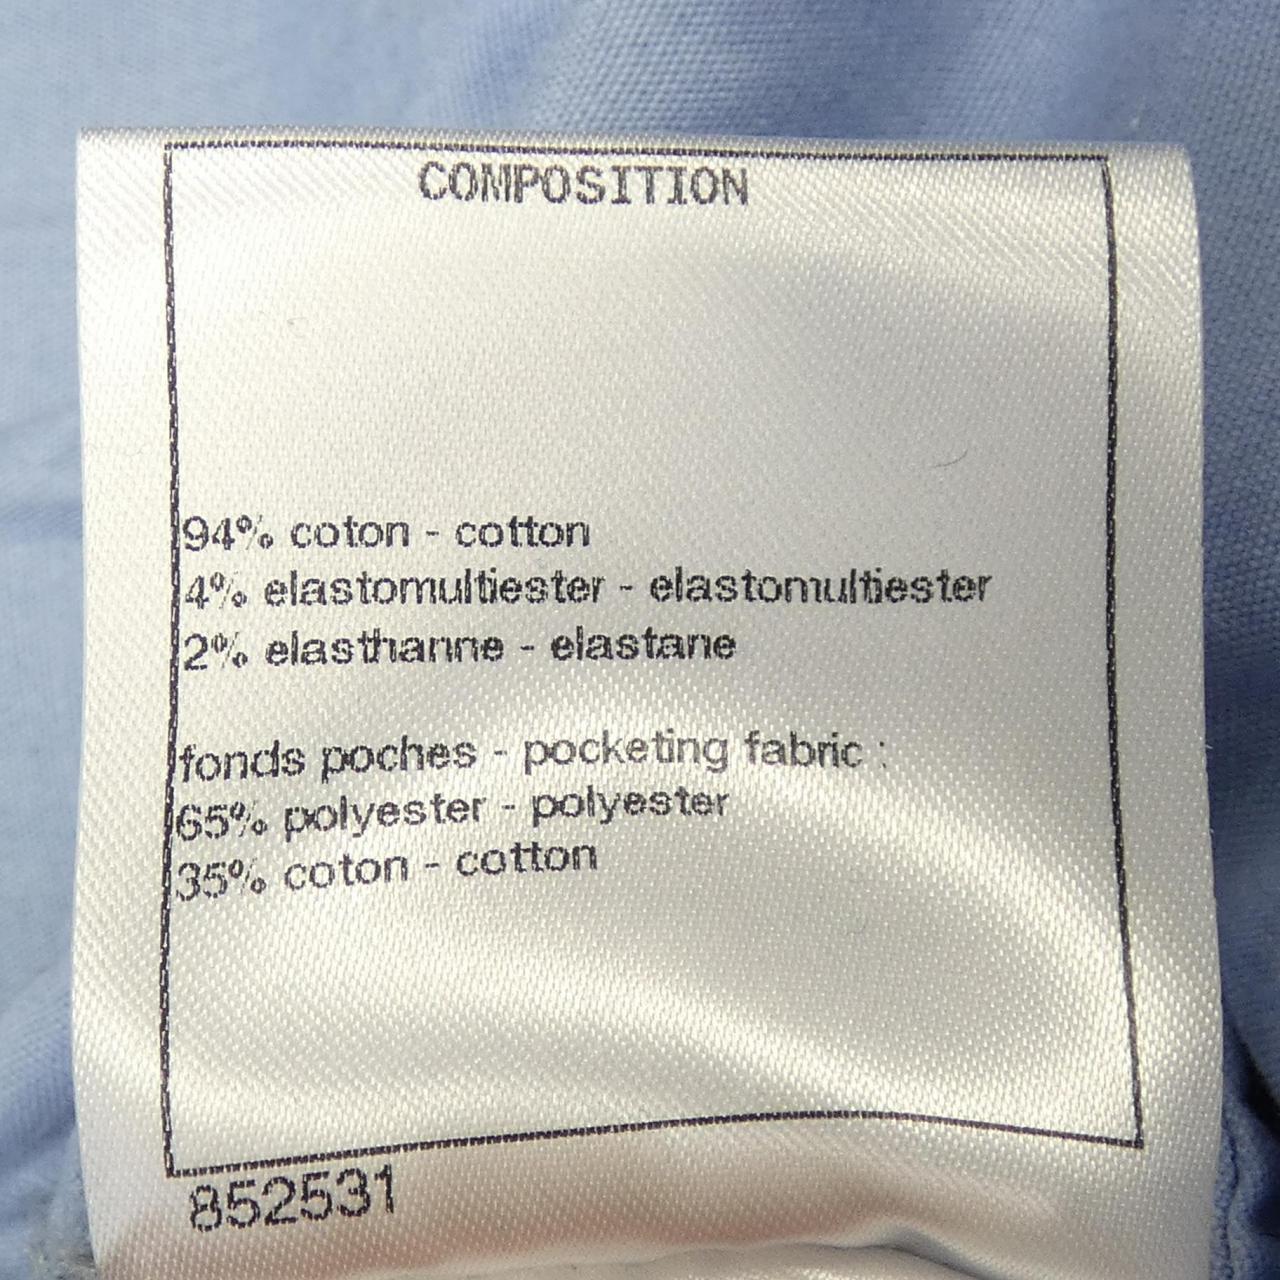 COMPOSITION
94% coton - cotton
4% elastomultiester - elastomultiester
2% elasthanne - elastane
fonds poches - pocketing fabric :
65% polyester - polyester
35% coton - cotton
852531